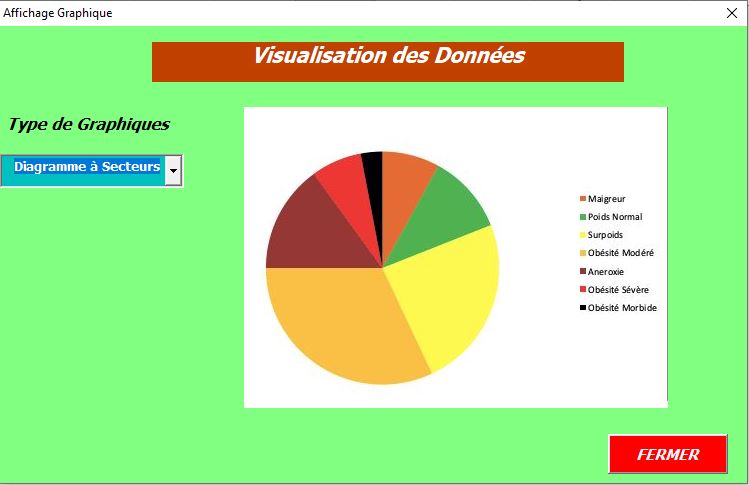 Affichage Graphique
Visualisation des Données
Type de Graphiques
Diagramme à Secteurs
Maigreur
Poids Normal
Surpoids
Obésité Modéré
Aneroxie
Obésité Sévère
Obésité Morbide
FERMER